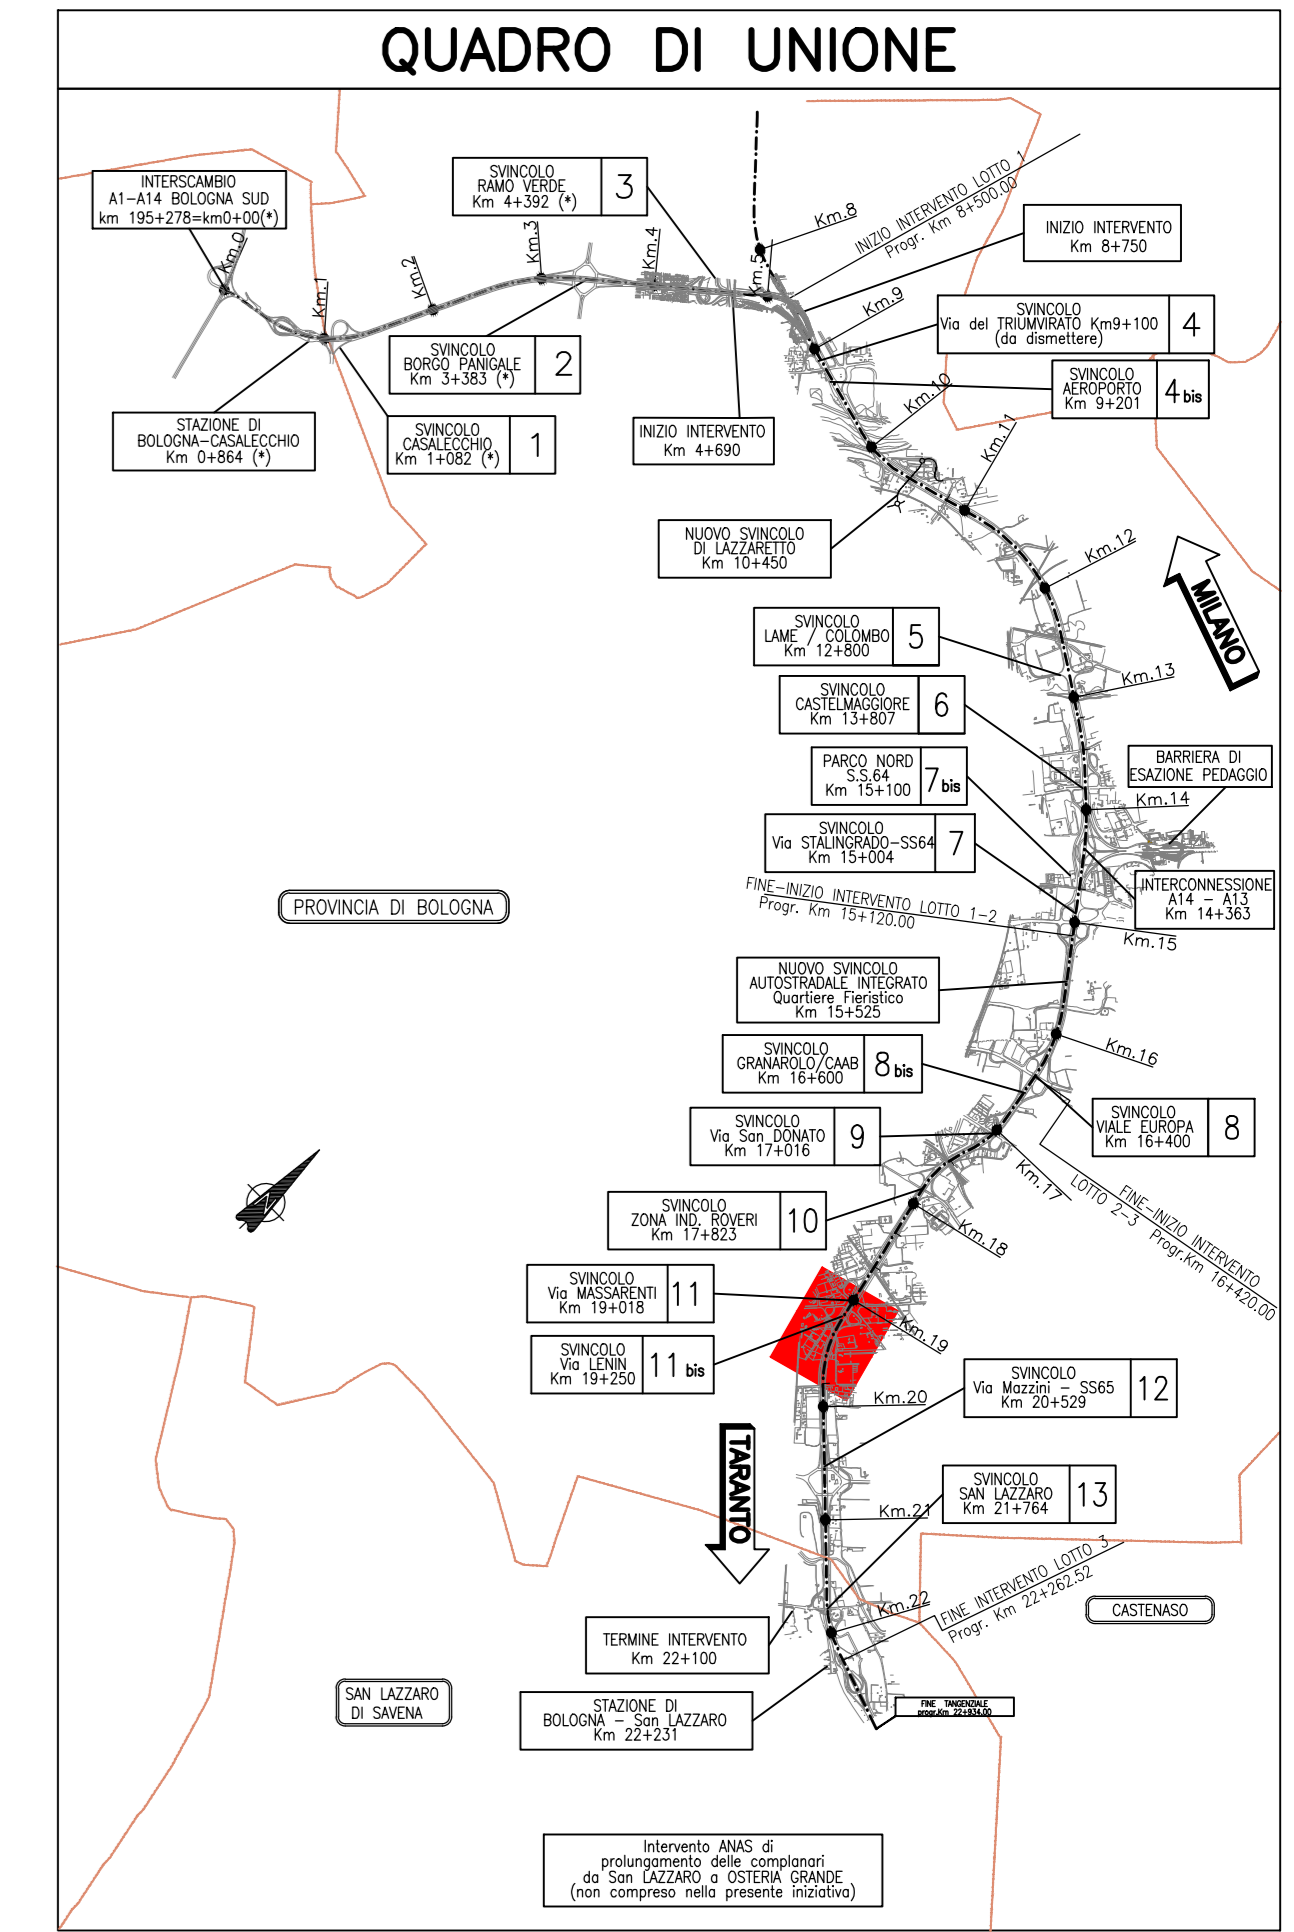 QUADRO DI UNIONE
INTERSCAMBIO
A1-A14 BOLOGNA SUD
km 195+278=km0+00(*)
SVINCOLO
RAMO VERDE
Km 4+392 (*)
3
Km.0
Km.1
Km.2
Km.3
Km.4
Km.5
Km.8
INIZIO INTERVENTO LOTTO 1
Progr. Km 8+500.00
INIZIO INTERVENTO
Km 8+750
Km.9
SVINCOLO
Via del TRIUMVIRATO Km9+100
(da dismettere)
4
SVINCOLO
BORGO PANIGALE
Km 3+383 (*)
2
SVINCOLO
AEROPORTO
Km 9+201
4 bis
Km.10
STAZIONE DI
BOLOGNA-CASALECCHIO
Km 0+864 (*)
SVINCOLO
CASALECCHIO
Km 1+082 (*)
1
INIZIO INTERVENTO
Km 4+690
Km.11
NUOVO SVINCOLO
DI LAZZARETTO
Km 10+450
Km.12
MILANO
SVINCOLO
LAME / COLOMBO
Km 12+800
5
Km.13
SVINCOLO
CASTELMAGGIORE
Km 13+807
6
PARCO NORD
S.S.64
Km 15+100
7 bis
BARRIERA DI
ESAZIONE PEDAGGIO
Km.14
SVINCOLO
Via STALINGRADO-SS64
Km 15+004
7
INTERCONNESSIONE
A14 - A13
Km 14+363
FINE-INIZIO INTERVENTO LOTTO 1-2
Progr. Km 15+120.00
PROVINCIA DI BOLOGNA
Km.15
NUOVO SVINCOLO
AUTOSTRADALE INTEGRATO
Quartiere Fieristico
Km 15+525
Km.16
SVINCOLO
GRANAROLO/CAAB
Km 16+600
8 bis
SVINCOLO
VIALE EUROPA
Km 16+400
8
SVINCOLO
Via San DONATO
Km 17+016
9
Km.17
FINE-INIZIO INTERVENTO
LOTTO 2-3 Progr.Km 16+420.00
N
SVINCOLO
ZONA IND. ROVERI
Km 17+823
10
Km.18
SVINCOLO
Via MASSARENTI
Km 19+018
11
Km.19
SVINCOLO
Via LENIN
Km 19+250
11 bis
SVINCOLO
Via Mazzini - SS65
Km 20+529
12
Km.20
TARANTO
SVINCOLO
SAN LAZZARO
Km 21+764
13
Km.21
FINE INTERVENTO LOTTO 3
Progr. Km 22+262.52
Km.22
CASTENASO
TERMINE INTERVENTO
Km 22+100
SAN LAZZARO
DI SAVENA
STAZIONE DI
BOLOGNA - San LAZZARO
Km 22+231
FINE TANGENZIALE
progr.Km 22+934.00
Intervento ANAS di
prolungamento delle complanari
da San LAZZARO a OSTERIA GRANDE
(non compreso nella presente iniziativa)